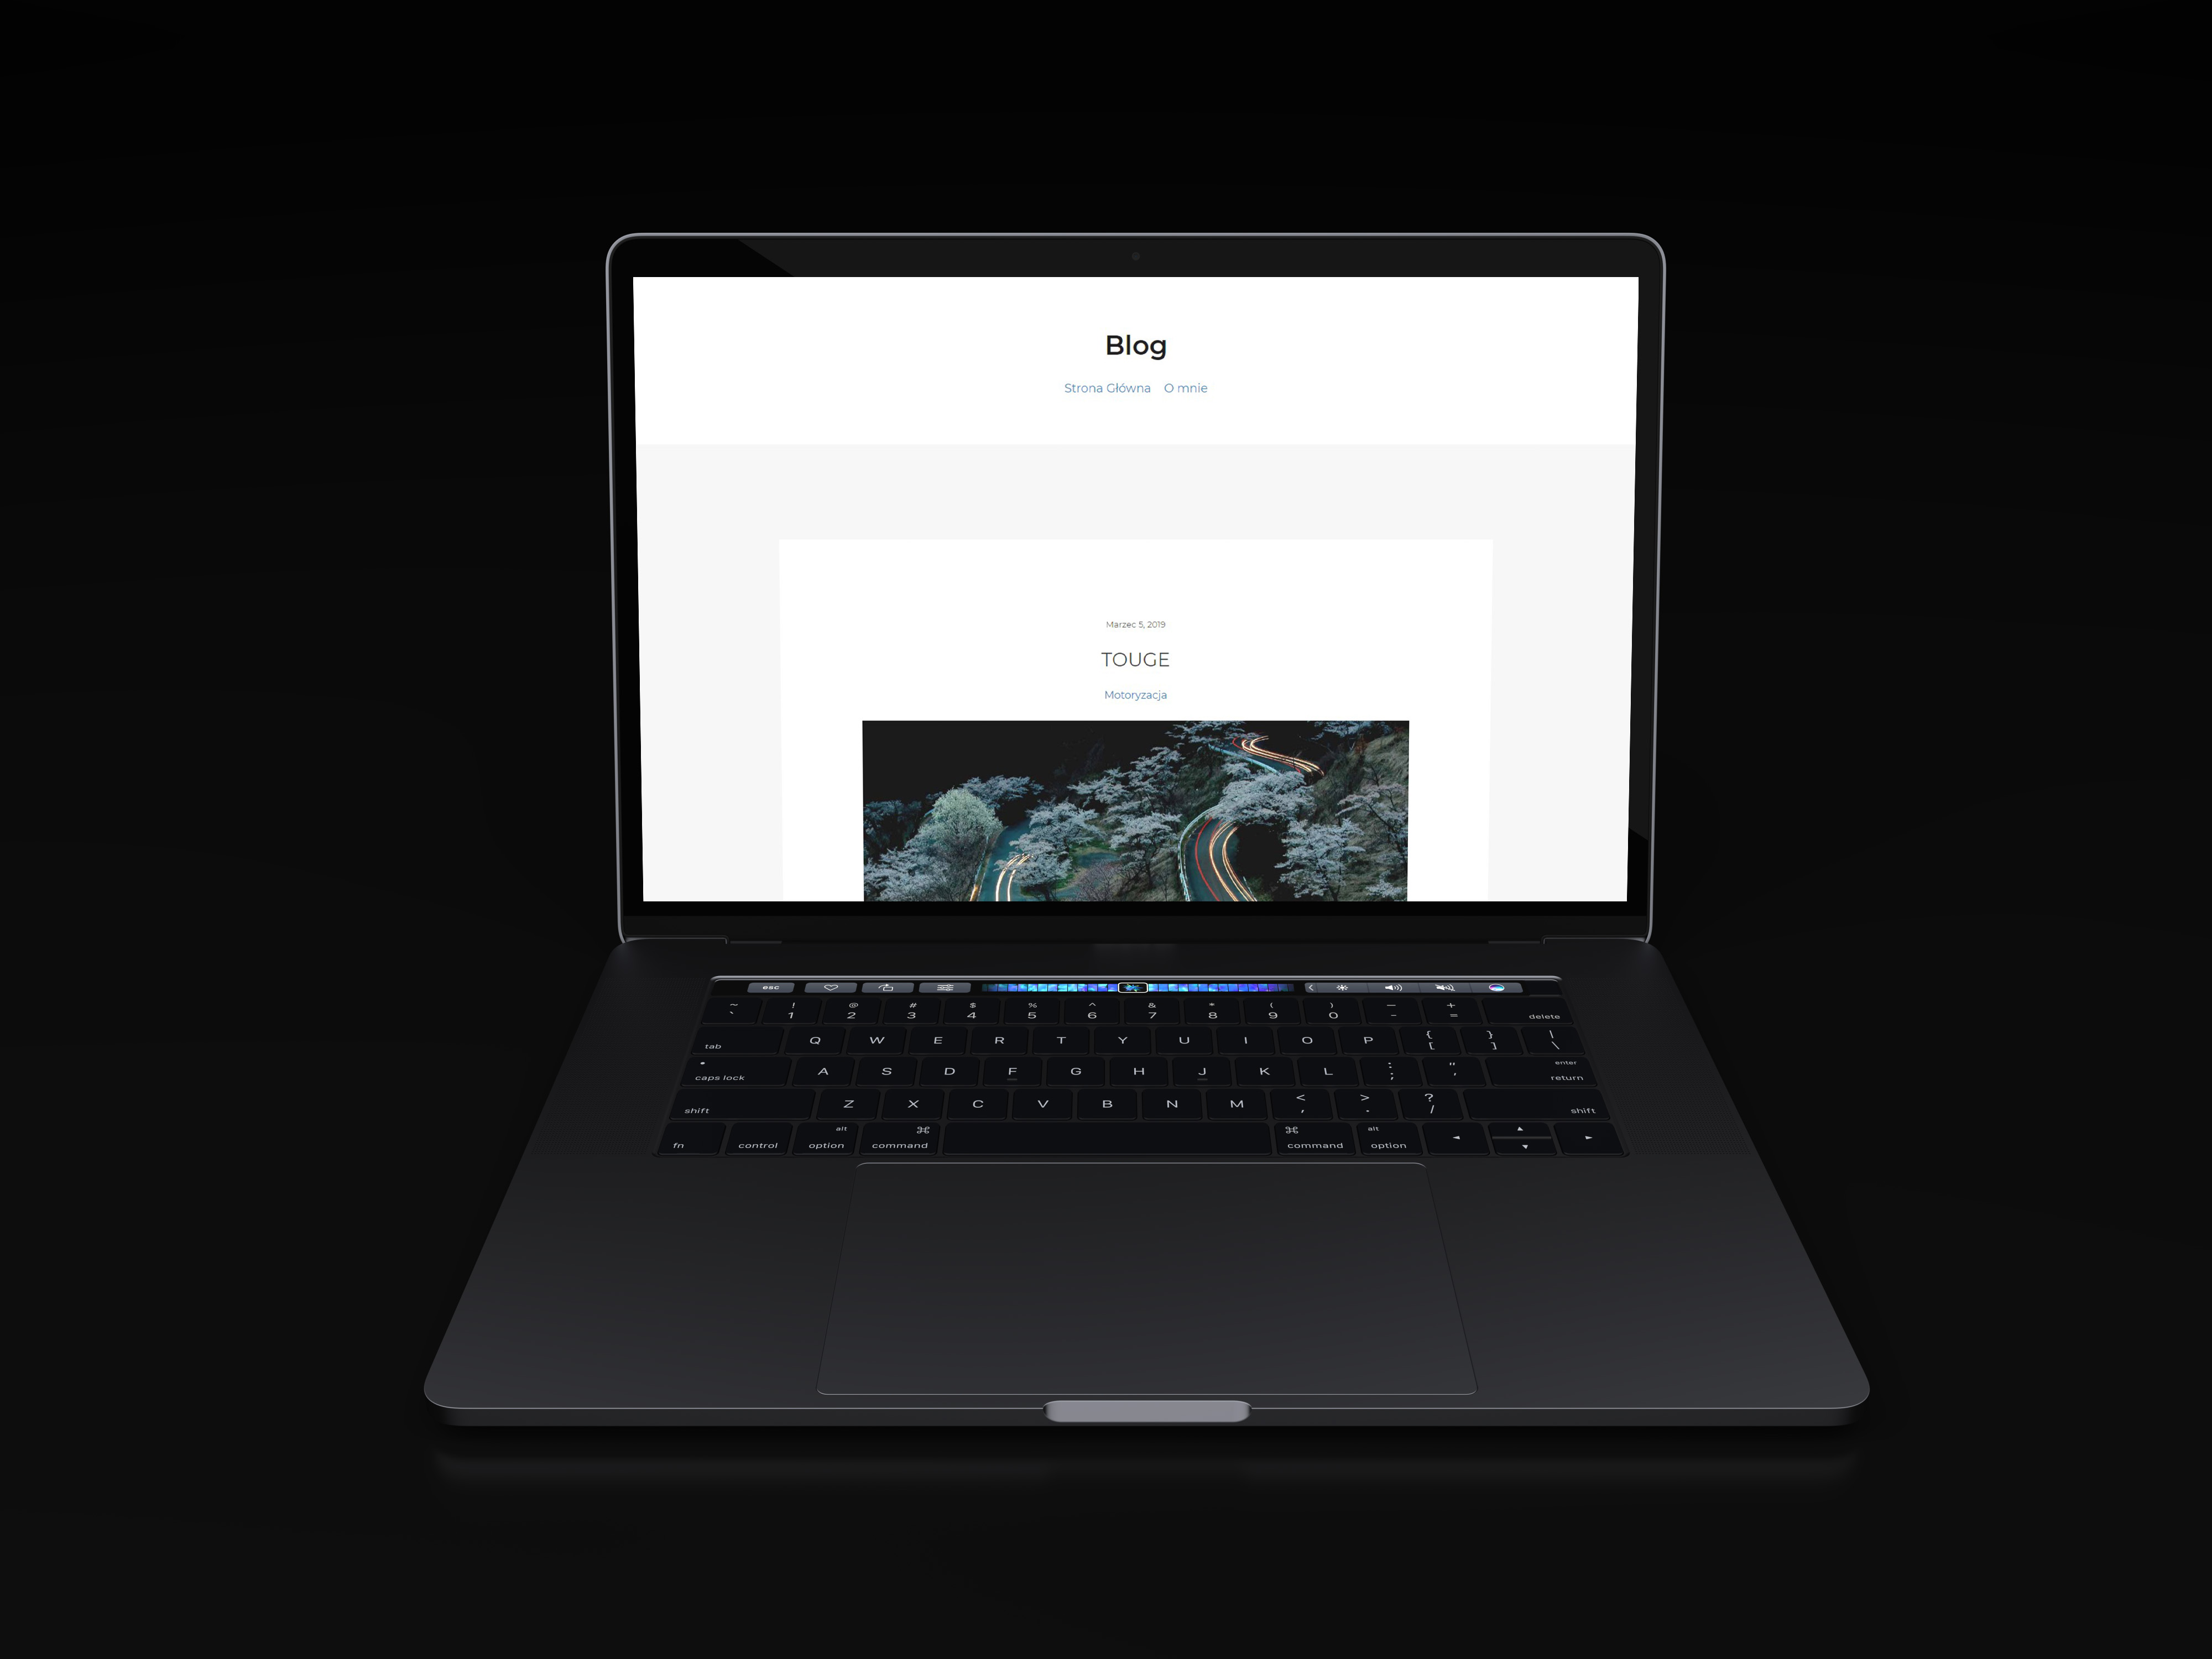 Blog
Strona Główna O mnie
Marzec 5, 2019
TOUGE
Motoryzacja
esc
~ ! @ # $ % ^ & * ( ) — +
` 1 2 3 4 5 6 7 8 9 0 - = delete
tab Q W E R T Y U I O P { [ } ] | \
caps lock A S D F G H J K L : ; " ' enter return
shift Z X C V B N M < , > . ? / shift
fn control alt option ⌘ command ⌘ command alt option